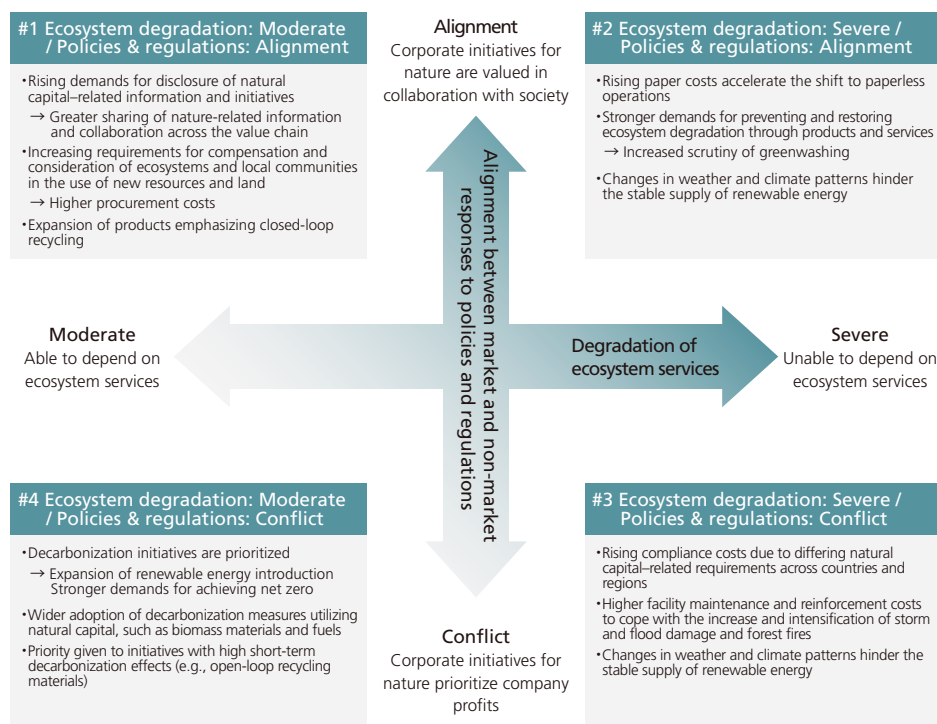 #1 Ecosystem degradation: Moderate
/ Policies & regulations: Alignment
・Rising demands for disclosure of natural
capital–related information and initiatives
→ Greater sharing of nature-related information
and collaboration across the value chain
・Increasing requirements for compensation and
consideration of ecosystems and local communities
in the use of new resources and land
→ Higher procurement costs
・Expansion of products emphasizing closed-loop
recycling
Alignment
Corporate initiatives for
nature are valued in
collaboration with society
#2 Ecosystem degradation: Severe /
Policies & regulations: Alignment
・Rising paper costs accelerate the shift to paperless
operations
・Stronger demands for preventing and restoring
ecosystem degradation through products and services
→ Increased scrutiny of greenwashing
・Changes in weather and climate patterns hinder
the stable supply of renewable energy
Alignment between market and non-market
responses to policies and regulations
Moderate
Able to depend on
ecosystem services
Degradation of
ecosystem services
Severe
Unable to depend on
ecosystem services
#4 Ecosystem degradation: Moderate
/ Policies & regulations: Conflict
・Decarbonization initiatives are prioritized
→ Expansion of renewable energy introduction
Stronger demands for achieving net zero
・Wider adoption of decarbonization measures utilizing
natural capital, such as biomass materials and fuels
・Priority given to initiatives with high short-term
decarbonization effects (e.g., open-loop recycling
materials)
Conflict
Corporate initiatives for
nature prioritize company
profits
#3 Ecosystem degradation: Severe /
Policies & regulations: Conflict
・Rising compliance costs due to differing natural
capital–related requirements across countries and
regions
・Higher facility maintenance and reinforcement costs
to cope with the increase and intensification of storm
and flood damage and forest fires
・Changes in weather and climate patterns hinder the
stable supply of renewable energy